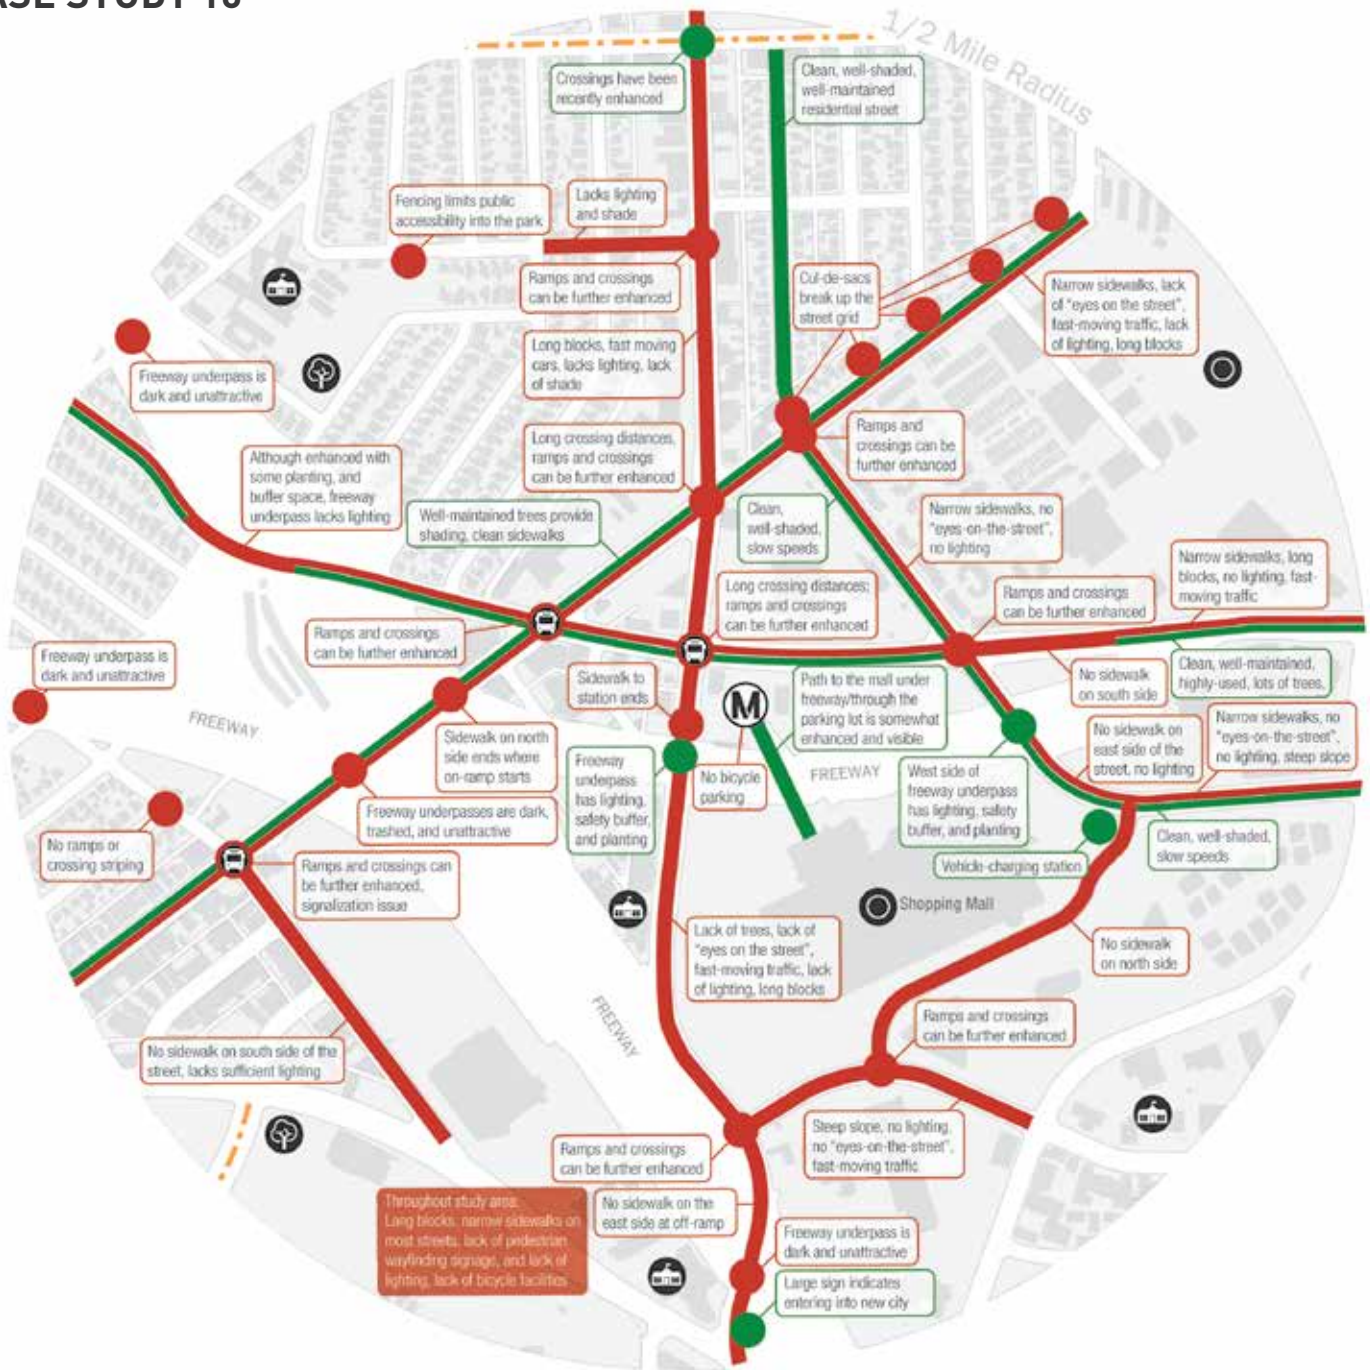 1/2 Mile Radius
Crossings have been
recently enhanced
Clean, well-shaded,
well-maintained
residential street
Fencing limits public
accessibility into the park
Lacks lighting
and shade
Ramps and crossings
can be further enhanced
Cul-de-sacs
break up the
street grid
Narrow sidewalks, lack
of "eyes on the street",
fast-moving traffic, lack
of lighting, long blocks
Long blocks, fast moving
cars, lacks lighting, lack
of shade
Freeway underpass is
dark and unattractive
Long crossing distances,
ramps and crossings
can be further enhanced
Ramps and
crossings can be
further enhanced
Although enhanced with
some planting, and
buffer space, freeway
underpass lacks lighting
Well-maintained trees provide
shading, clean sidewalks
Clean,
well-shaded,
slow speeds
Narrow sidewalks, no
"eyes-on-the-street",
no lighting
Narrow sidewalks, long
blocks, no lighting, fast-
moving traffic
Long crossing distances;
ramps and crossings
can be further enhanced
Ramps and crossings
can be further enhanced
Ramps and crossings
can be further enhanced
Freeway underpass is
dark and unattractive
Sidewalk to
station ends
M
Path to the mall under
freeway/through the
parking lot is somewhat
enhanced and visible
No sidewalk
on south side
Clean, well-maintained,
highly-used, lots of trees,
FREEWAY
Sidewalk on north
side ends where
on-ramp starts
Freeway
underpass
has lighting,
safety buffer,
and planting
No bicycle
parking
FREEWAY
West side of
freeway underpass
has lighting, safety
buffer, and planting
No sidewalk on
east side of the
street, no lighting
Narrow sidewalks, no
"eyes-on-the-street",
no lighting, steep slope
Freeway underpasses are dark,
trashed, and unattractive
No ramps or
crossing striping
Ramps and crossings can
be further enhanced,
signalization issue
Vehicle-charging station
Clean, well-shaded,
slow speeds
Shopping Mall
Lack of trees, lack of
"eyes on the street",
fast-moving traffic, lack
of lighting, long blocks
No sidewalk
on north side
FREEWAY
Ramps and crossings
can be further enhanced
No sidewalk on south side of the
street, lacks sufficient lighting
Steep slope, no lighting,
no "eyes-on-the-street",
fast-moving traffic
Ramps and crossings
can be further enhanced
Throughout study area:
Long blocks, narrow sidewalks on
most streets, lack of pedestrian
wayfinding signage, and lack of
lighting, lack of bicycle facilities
No sidewalk on the
east side at off-ramp
Freeway underpass is
dark and unattractive
Large sign indicates
entering into new city